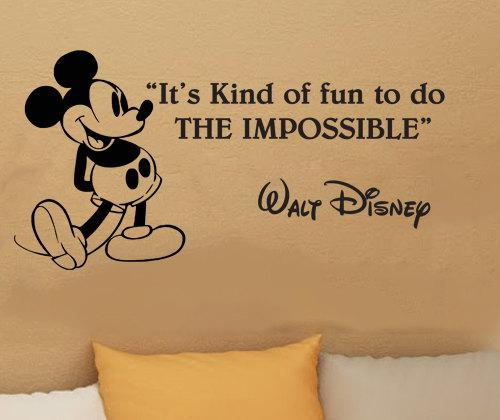 “It's Kind of fun to do
THE IMPOSSIBLE”
Walt Disney